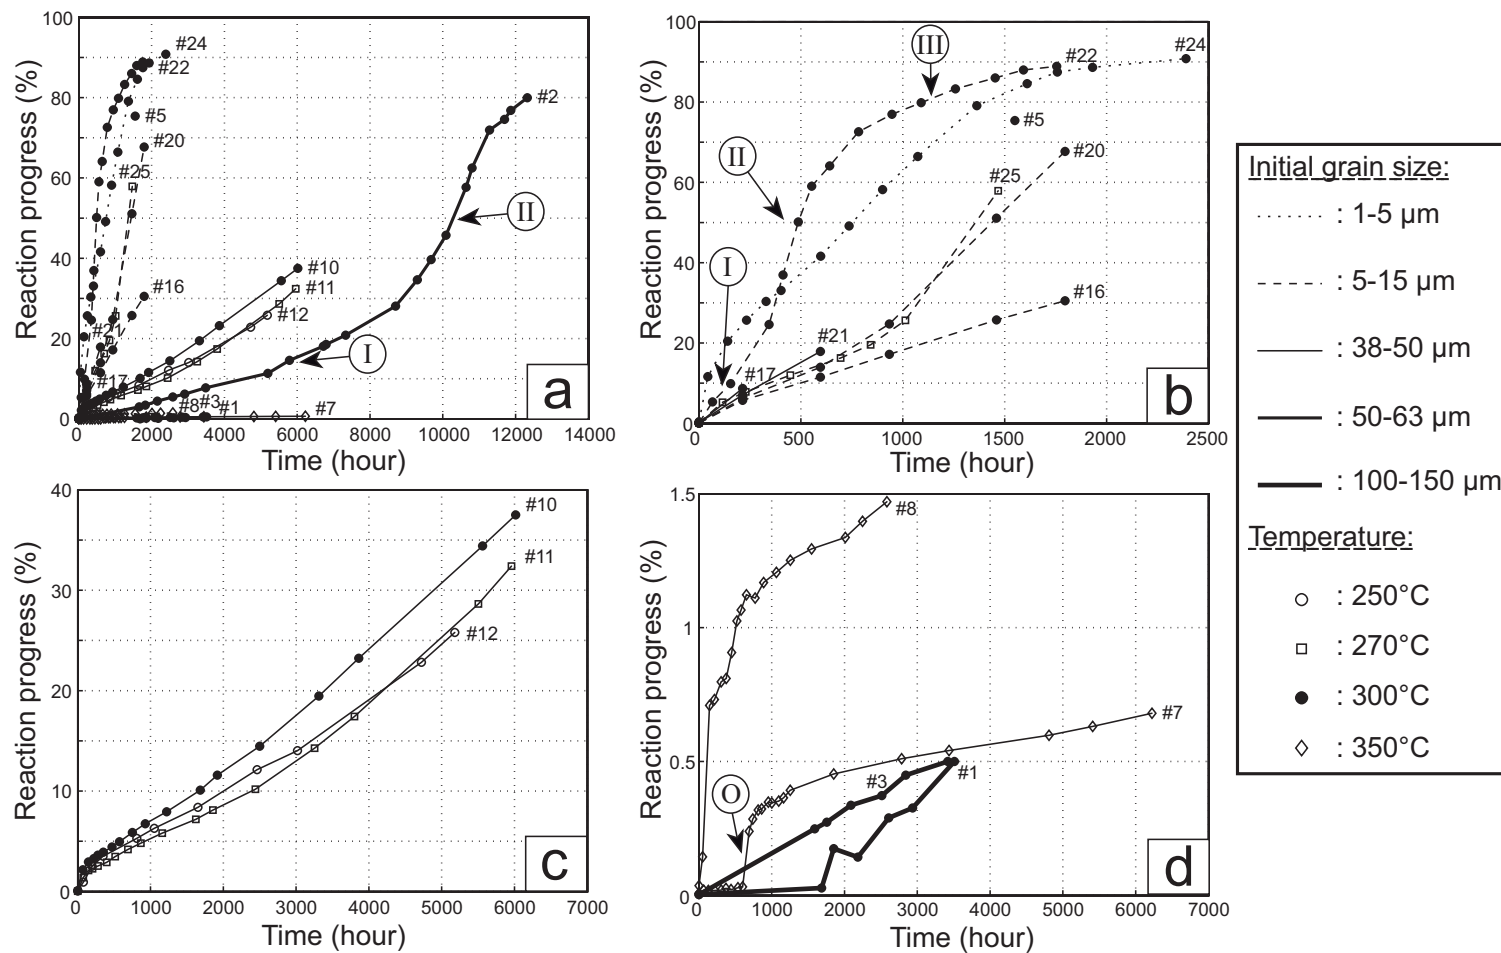 100
80
60
40
20
0
Reaction progress (%)
#24
#22
#5
#20
#25
#16
#21
#17
#2
#10
#11
#12
#8
#3
#1
#7
II
I
a
0 2000 4000 6000 8000 10000 12000 14000
Time (hour)
100
80
60
40
20
0
Reaction progress (%)
III
II
I
#22
#24
#5
#20
#25
#16
#21
#17
b
0 500 1000 1500 2000 2500
Time (hour)
40
30
20
10
0
Reaction progress (%)
#10
#11
#12
c
0 1000 2000 3000 4000 5000 6000 7000
Time (hour)
1.5
1
0.5
0
Reaction progress (%)
#8
#7
#3
#1
O
d
0 1000 2000 3000 4000 5000 6000 7000
Time (hour)
Initial grain size:
: 1-5 µm
: 5-15 µm
: 38-50 µm
: 50-63 µm
: 100-150 µm
Temperature:
: 250°C
: 270°C
: 300°C
: 350°C